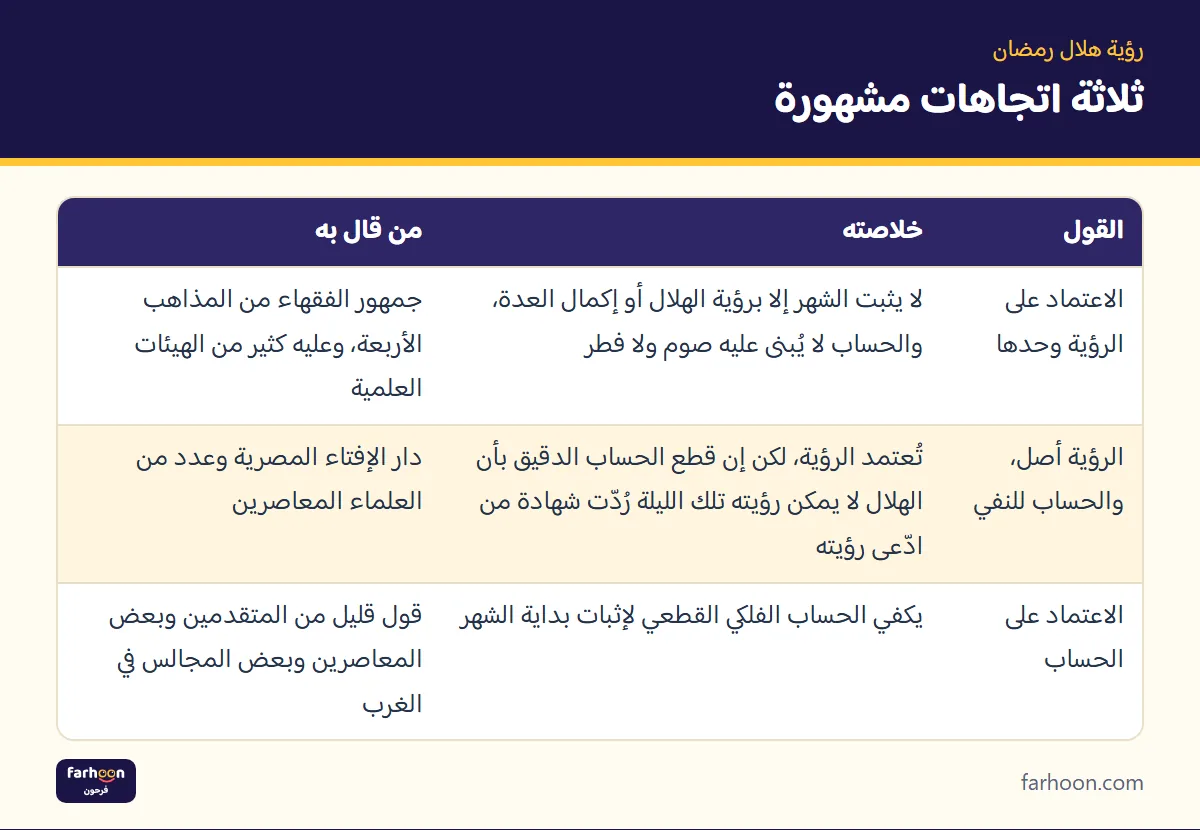 رؤية هلال رمضان
ثلاثة اتجاهات مشهورة
القول
خلاصته
من قال به
الاعتماد على
الرؤية وحدها
لا يثبت الشهر إلا برؤية الهلال أو إكمال العدة،
والحساب لا يُبنى عليه صوم ولا فطر
جمهور الفقهاء من المذاهب
الأربعة، وعليه كثير من الهيئات
العلمية
الرؤية أصل،
والحساب للنفي
تُعتمد الرؤية، لكن إن قطع الحساب الدقيق بأن
الهلال لا يمكن رؤيته تلك الليلة رُدّت شهادة من
ادّعى رؤيته
دار الإفتاء المصرية وعدد من
العلماء المعاصرين
الاعتماد على
الحساب
يكفي الحساب الفلكي القطعي لإثبات بداية الشهر
قول قليل من المتقدمين وبعض
المعاصرين وبعض المجالس في
الغرب
farhoon.com
farhoon
فرحون